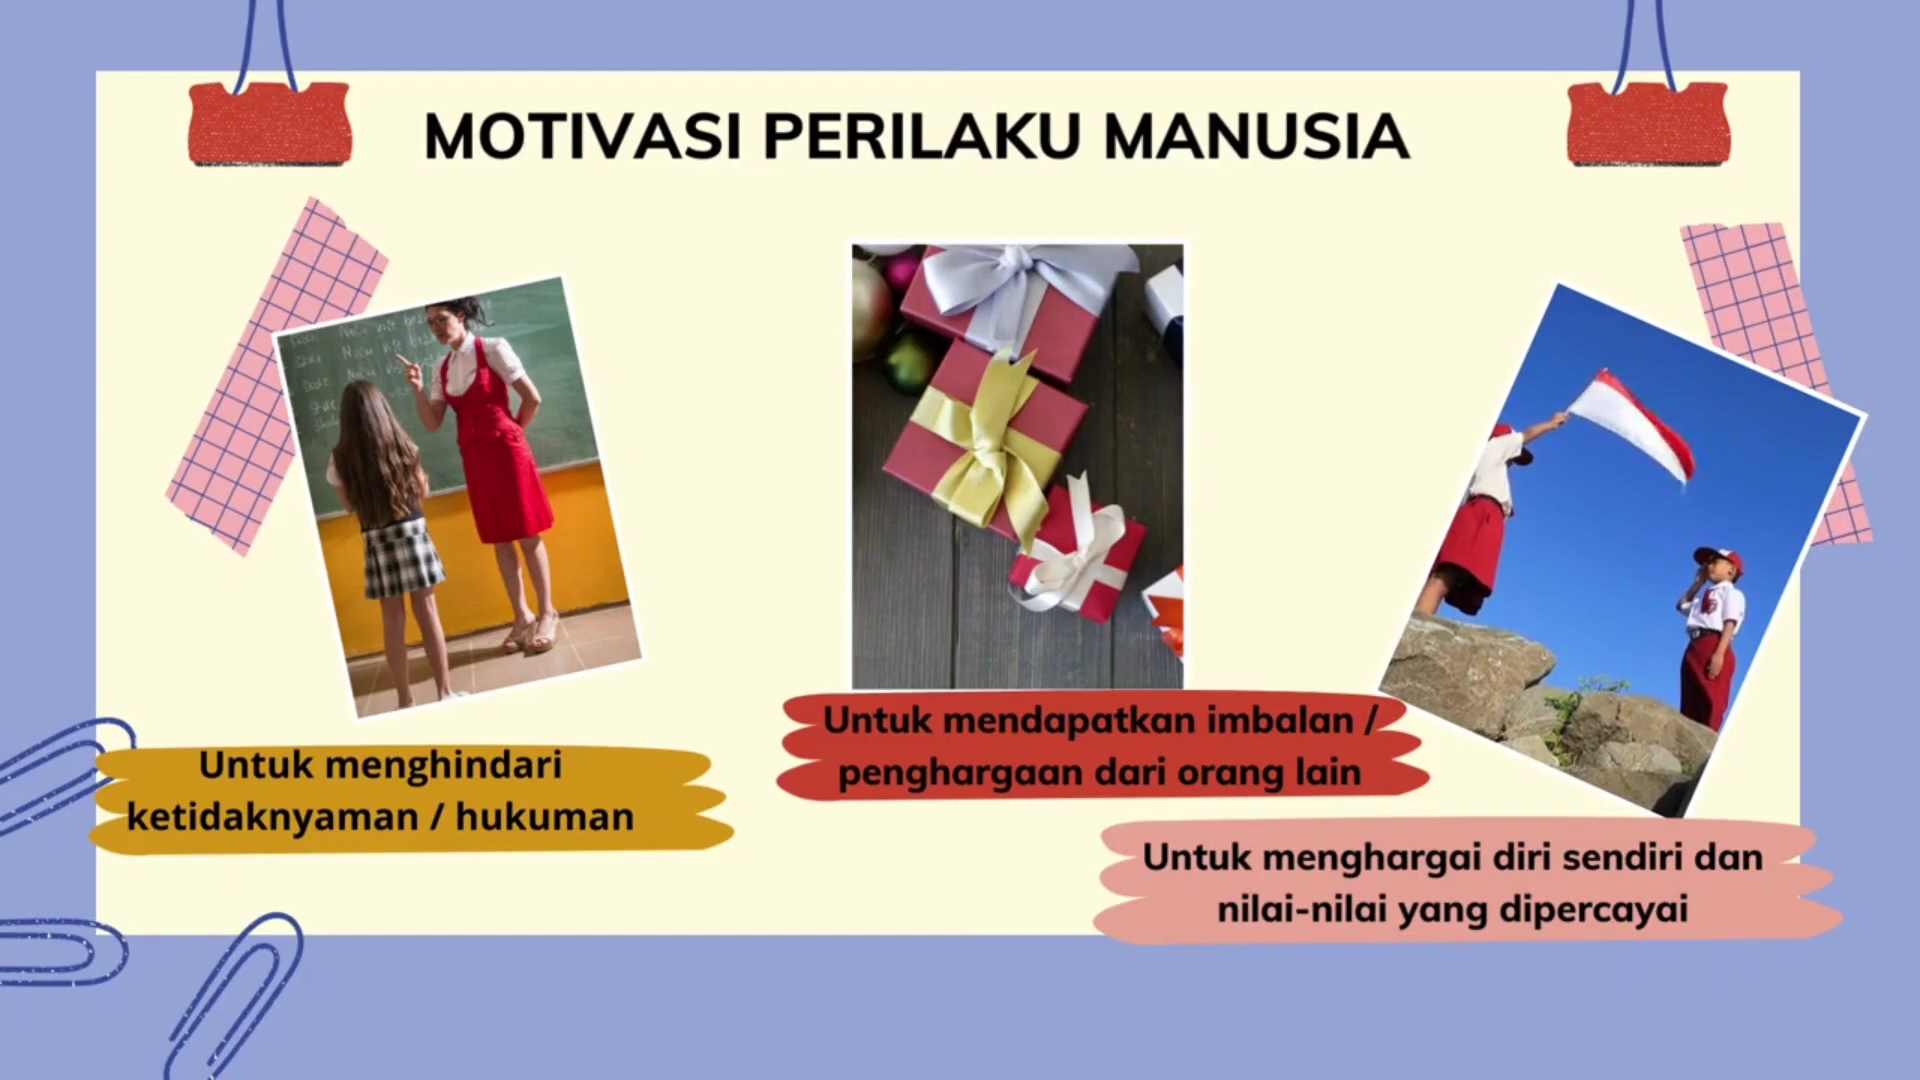 MOTIVASI PERILAKU MANUSIA
Untuk menghindari
ketidaknyaman / hukuman
Untuk mendapatkan imbalan /
penghargaan dari orang lain
Untuk menghargai diri sendiri dan
nilai-nilai yang dipercayai